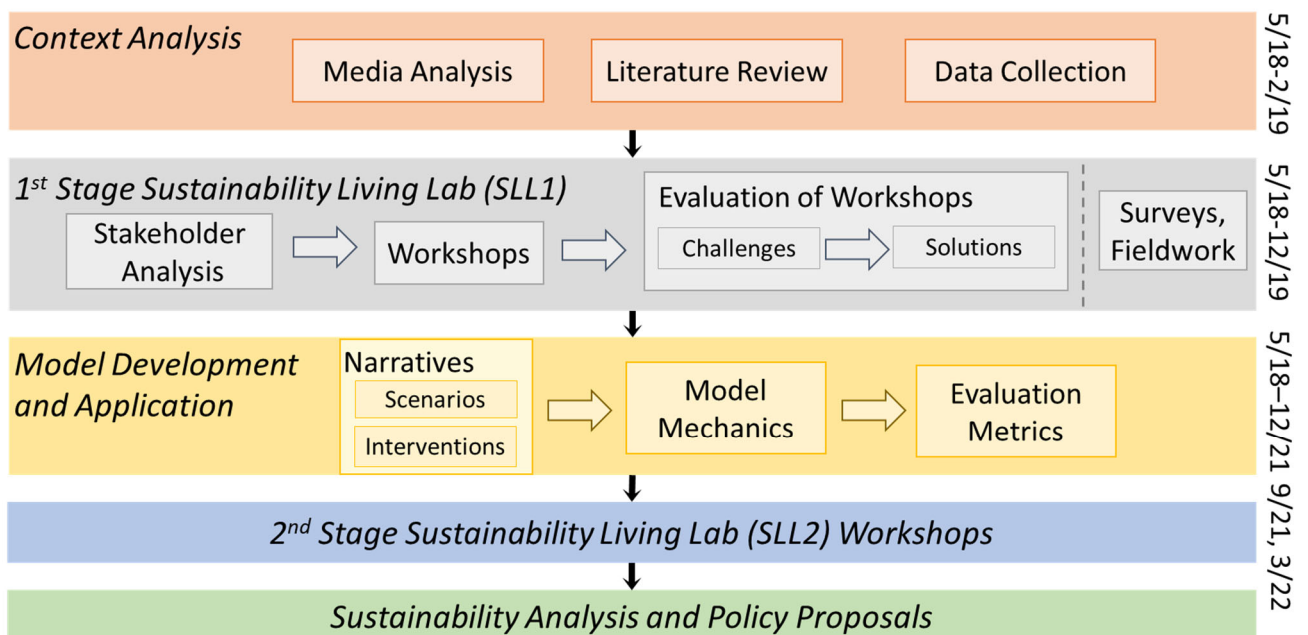 Context Analysis
Media Analysis
Literature Review
Data Collection
5/18-2/19
1st Stage Sustainability Living Lab (SLL1)
Stakeholder
Analysis
Workshops
Evaluation of Workshops
Challenges
Solutions
Surveys,
Fieldwork
5/18-12/19
Model Development
and Application
Narratives
Scenarios
Interventions
Model
Mechanics
Evaluation
Metrics
5/18–12/21
2nd Stage Sustainability Living Lab (SLL2) Workshops
9/21, 3/22
Sustainability Analysis and Policy Proposals